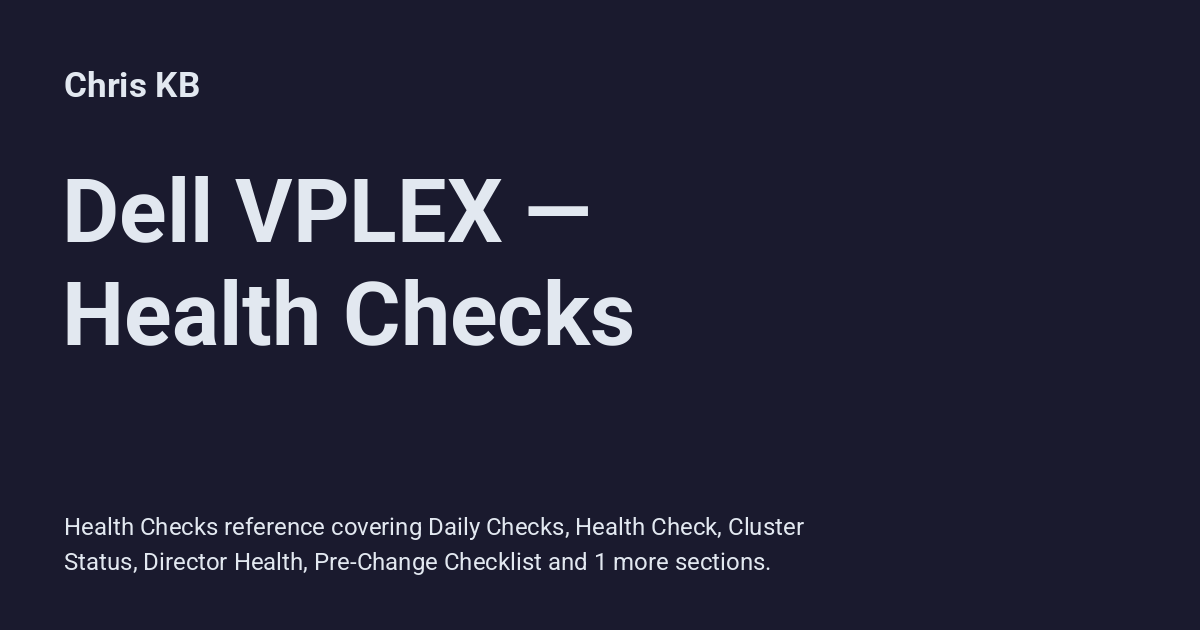 Chris KB
Dell VPLEX —
Health Checks
Health Checks reference covering Daily Checks, Health Check, Cluster
Status, Director Health, Pre-Change Checklist and 1 more sections.